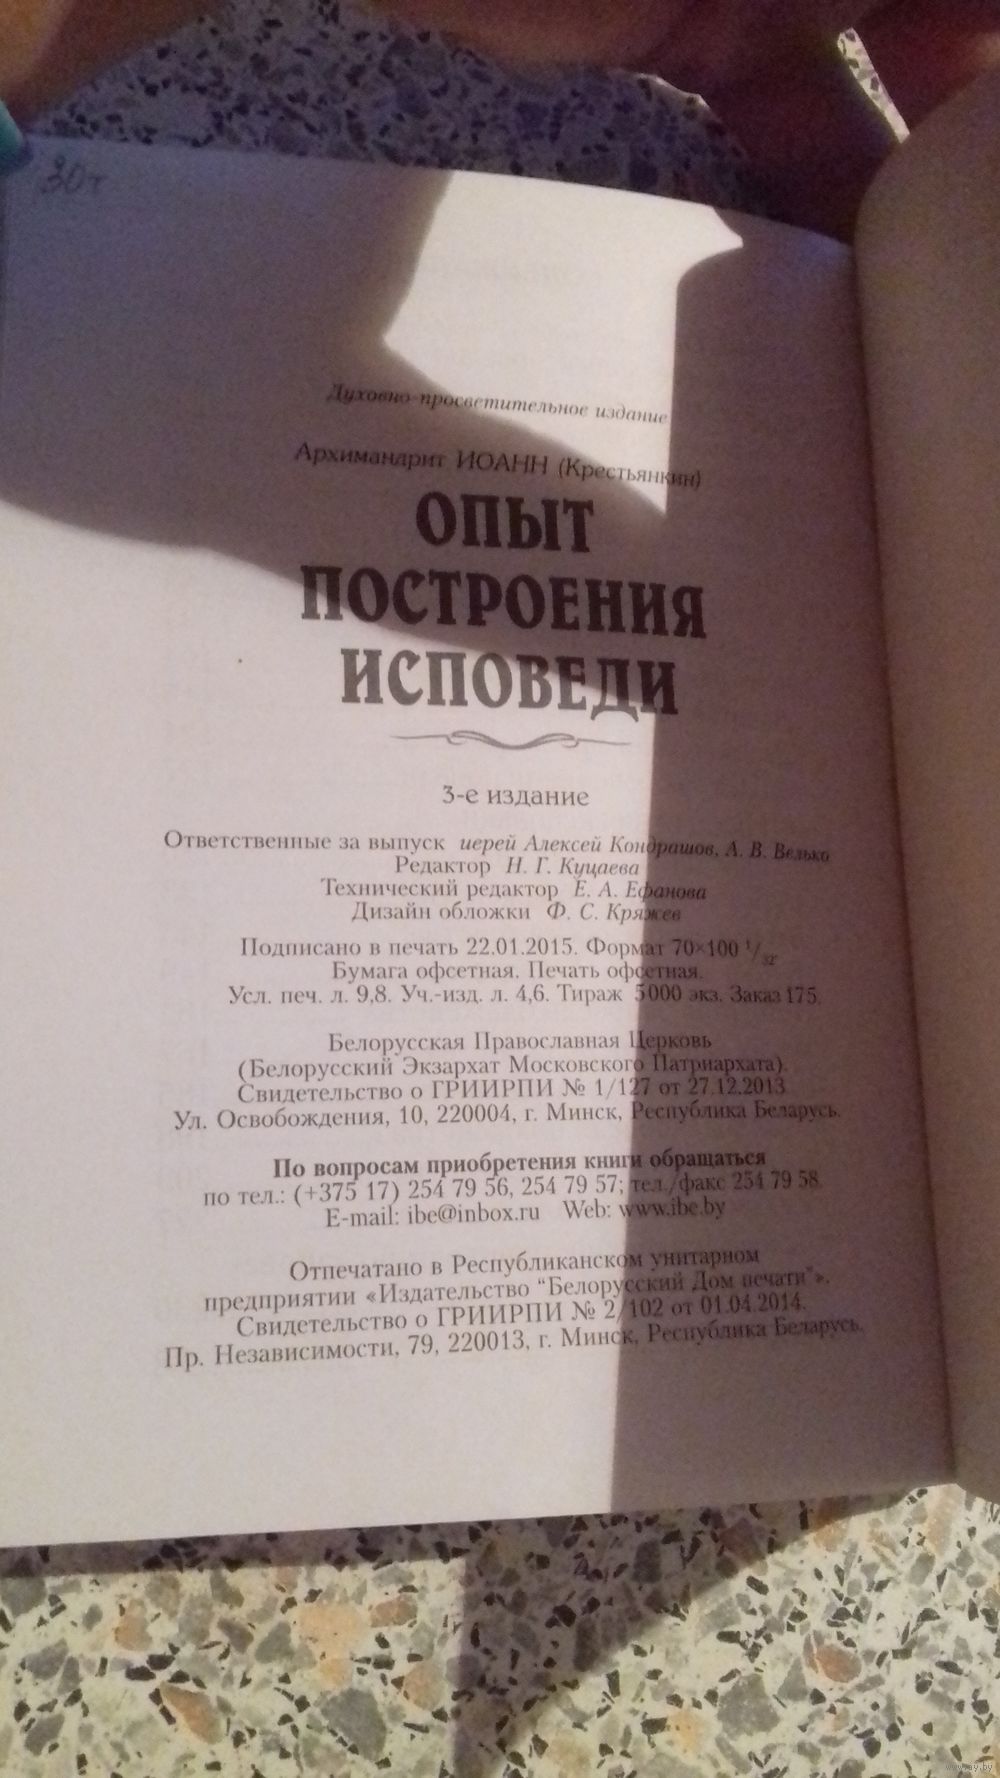 30т
Духовно-просветительное издание
Архимандрит ИОАНН (Крестьянкин)
ОПЫТ
ПОСТРОЕНИЯ
ИСПОВЕДИ
3-е издание
Ответственные за выпуск иерей Алексей Кондрашов, А. В. Велько
Редактор Н. Г. Куцаева
Технический редактор Е. А. Ефанова
Дизайн обложки Ф. С. Кряжев
Подписано в печать 22.01.2015. Формат 70×100 1/32.
Бумага офсетная. Печать офсетная.
Усл. печ. л. 9,8. Уч.-изд. л. 4,6. Тираж 5000 экз. Заказ 175.
Белорусская Православная Церковь
(Белорусский Экзархат Московского Патриархата).
Свидетельство о ГРИИРПИ № 1/127 от 27.12.2013.
Ул. Освобождения, 10, 220004, г. Минск, Республика Беларусь.
По вопросам приобретения книги обращаться
по тел.: (+375 17) 254 79 56, 254 79 57; тел./факс 254 79 58.
E-mail: ibe@inbox.ru Web: www.ibe.by
Отпечатано в Республиканском унитарном
предприятии «Издательство “Белорусский Дом печати”».
Свидетельство о ГРИИРПИ № 2/102 от 01.04.2014.
Пр. Независимости, 79, 220013, г. Минск, Республика Беларусь.
www.ay.by